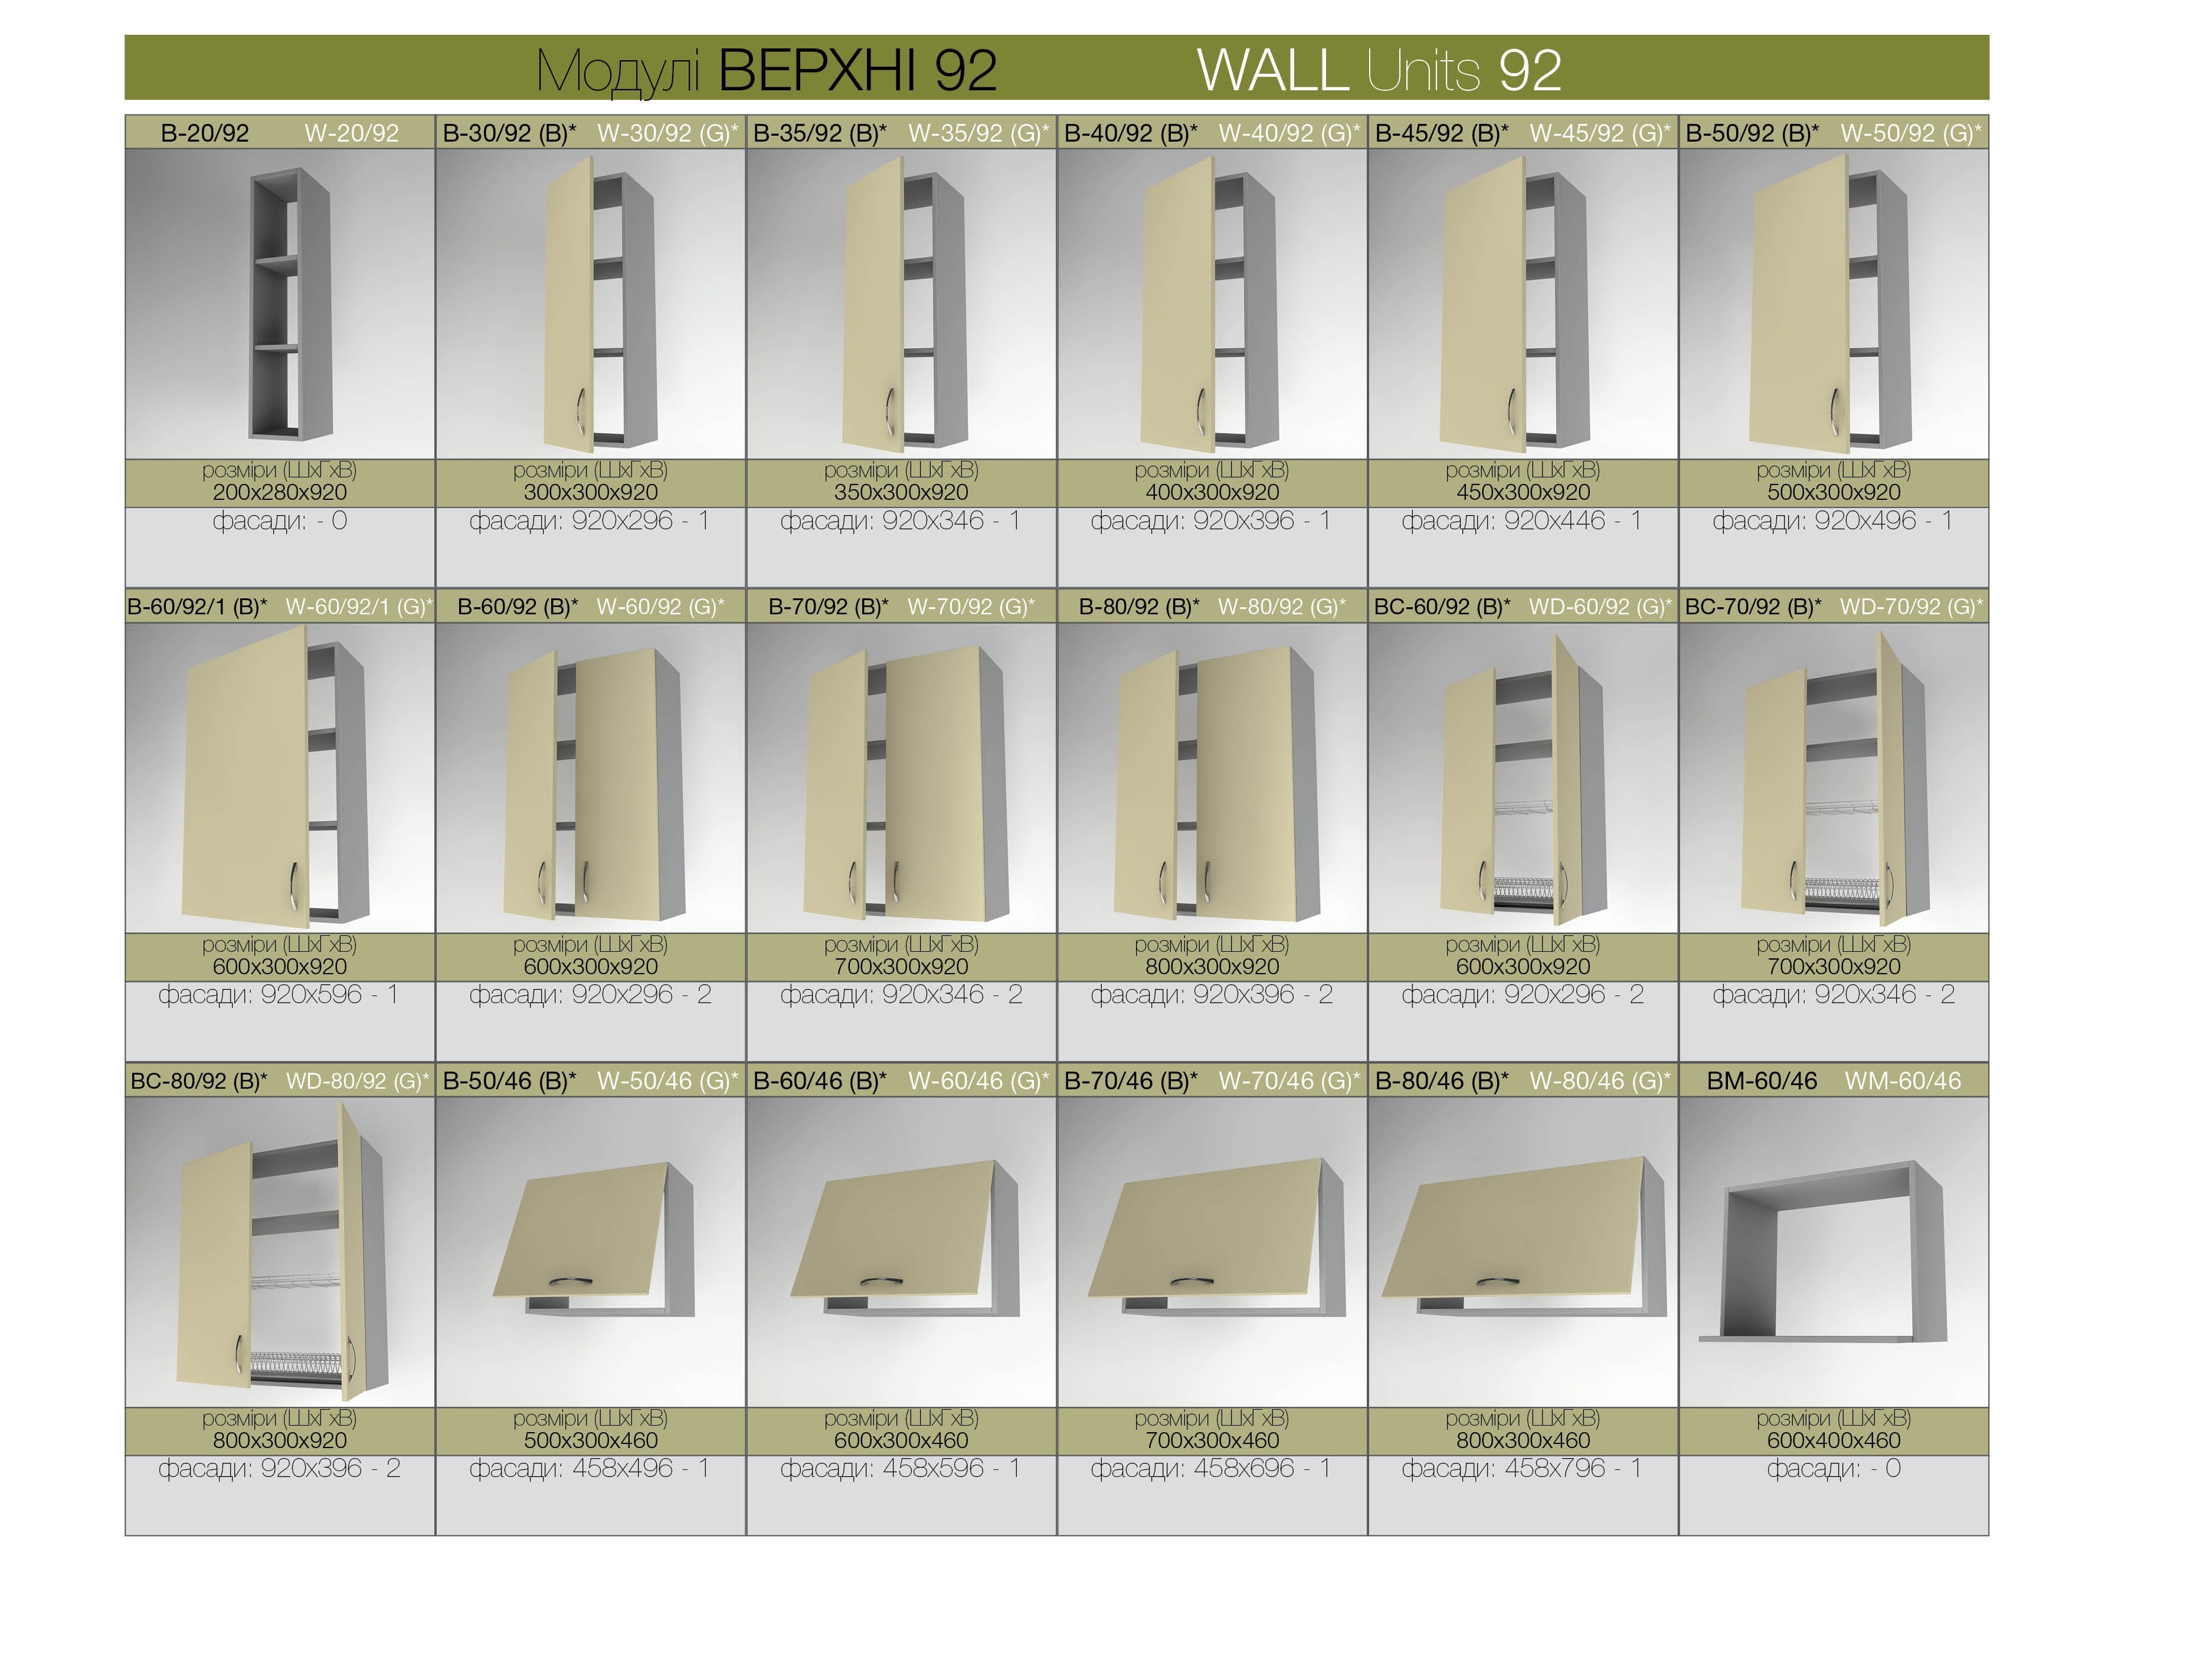 Модулі ВЕРХНІ 92 WALL Units 92
В-20/92 W-20/92 В-30/92 (В)* W-30/92 (G)* В-35/92 (В)* W-35/92 (G)* В-40/92 (В)* W-40/92 (G)* В-45/92 (В)* W-45/92 (G)* В-50/92 (В)* W-50/92 (G)*
розміри (ШхГхВ) розміри (ШхГхВ) розміри (ШхГхВ) розміри (ШхГхВ) розміри (ШхГхВ) розміри (ШхГхВ)
200х280х920 300х300х920 350х300х920 400х300х920 450х300х920 500х300х920
фасади: - 0 фасади: 920х296 - 1 фасади: 920х346 - 1 фасади: 920х396 - 1 фасади: 920х446 - 1 фасади: 920х496 - 1
В-60/92/1 (В)* W-60/92/1 (G)* В-60/92 (В)* W-60/92 (G)* В-70/92 (В)* W-70/92 (G)* В-80/92 (В)* W-80/92 (G)* ВС-60/92 (В)* WD-60/92 (G)* ВС-70/92 (В)* WD-70/92 (G)*
розміри (ШхГхВ) розміри (ШхГхВ) розміри (ШхГхВ) розміри (ШхГхВ) розміри (ШхГхВ) розміри (ШхГхВ)
600х300х920 600х300х920 700х300х920 800х300х920 600х300х920 700х300х920
фасади: 920х596 - 1 фасади: 920х296 - 2 фасади: 920х346 - 2 фасади: 920х396 - 2 фасади: 920х296 - 2 фасади: 920х346 - 2
ВС-80/92 (В)* WD-80/92 (G)* В-50/46 (В)* W-50/46 (G)* В-60/46 (В)* W-60/46 (G)* В-70/46 (В)* W-70/46 (G)* В-80/46 (В)* W-80/46 (G)* ВМ-60/46 WM-60/46
розміри (ШхГхВ) розміри (ШхГхВ) розміри (ШхГхВ) розміри (ШхГхВ) розміри (ШхГхВ) розміри (ШхГхВ)
800х300х920 500х300х460 600х300х460 700х300х460 800х300х460 600х400х460
фасади: 920х396 - 2 фасади: 458х496 - 1 фасади: 458х596 - 1 фасади: 458х696 - 1 фасади: 458х796 - 1 фасади: - 0